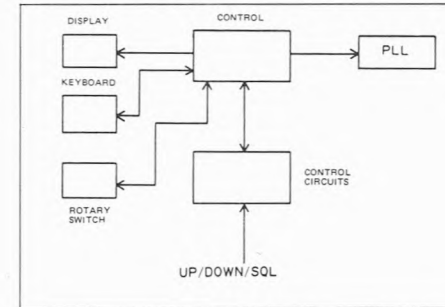 DISPLAY
CONTROL
PLL
KEYBOARD
CONTROL
CIRCUITS
ROTARY
SWITCH
UP/DOWN/SQL